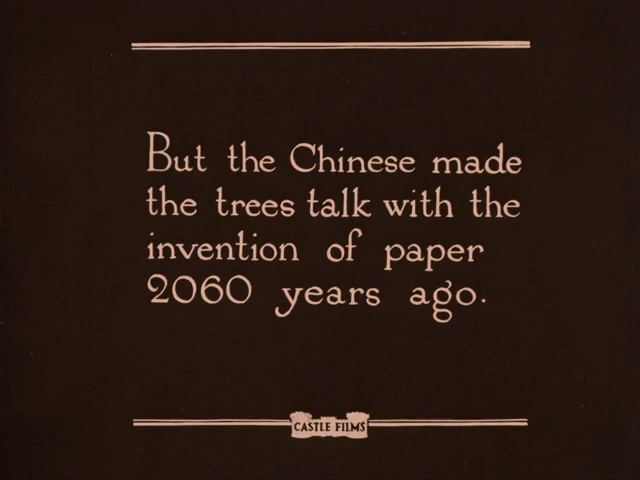 But the Chinese made
the trees talk with the
invention of paper
2060 years ago.
CASTLE FILMS